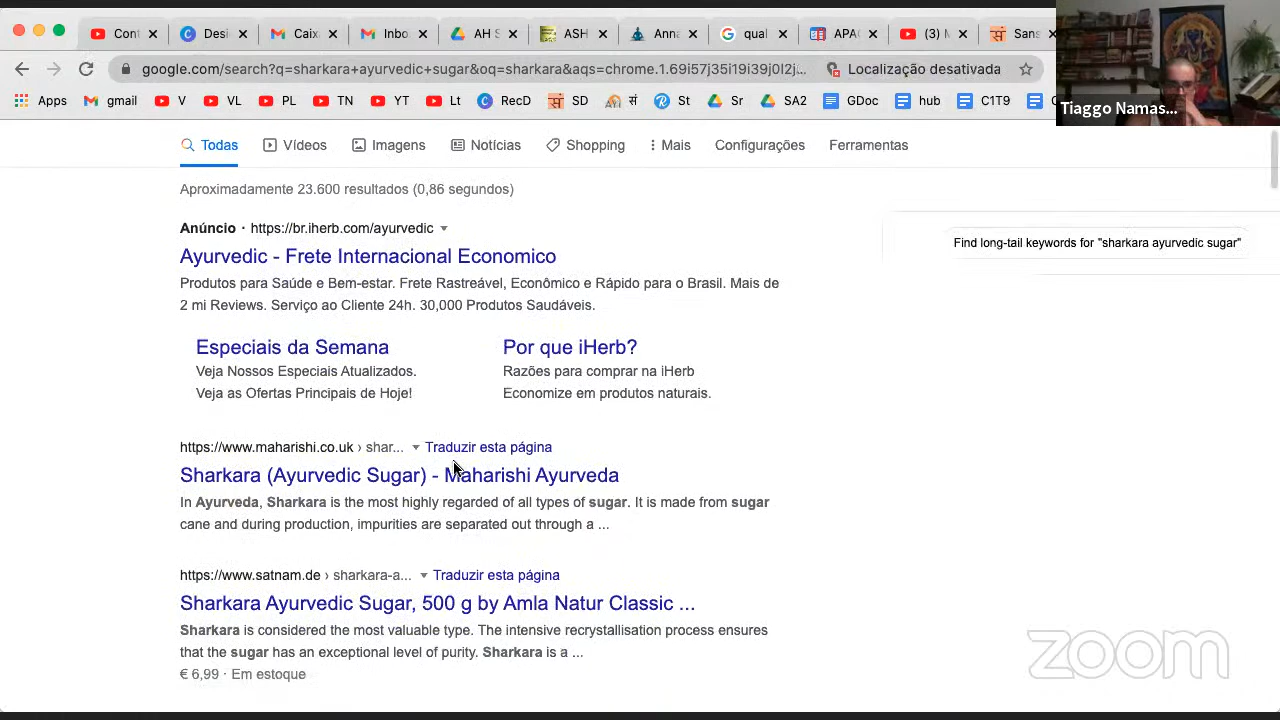 Con
Desi
Caix
Inbo
AH S
ASH
Anna
qual
APA
(3) M
Sans
google.com/search?q=sharkara+ayurvedic+sugar&oq=sharkara&aqs=chrome.1.69i57j35i19i39j0l2j...
Localização desativada
Apps gmail V VL PL TN YT Lt RecD SD सं St Sr SA2 GDoc hub C1T9
Tiaggo Namas...
Todas Vídeos Imagens Notícias Shopping Mais Configurações Ferramentas
Aproximadamente 23.600 resultados (0,86 segundos)
Anúncio · https://br.iherb.com/ayurvedic
Find long-tail keywords for "sharkara ayurvedic sugar"
Ayurvedic - Frete Internacional Economico
Produtos para Saúde e Bem-estar. Frete Rastreável, Econômico e Rápido para o Brasil. Mais de
2 mi Reviews. Serviço ao Cliente 24h. 30,000 Produtos Saudáveis.
Especiais da Semana
Veja Nossos Especiais Atualizados.
Veja as Ofertas Principais de Hoje!
Por que iHerb?
Razões para comprar na iHerb
Economize em produtos naturais.
https://www.maharishi.co.uk › shar... Traduzir esta página
Sharkara (Ayurvedic Sugar) - Maharishi Ayurveda
In Ayurveda, Sharkara is the most highly regarded of all types of sugar. It is made from sugar
cane and during production, impurities are separated out through a ...
https://www.satnam.de › sharkara-a... Traduzir esta página
Sharkara Ayurvedic Sugar, 500 g by Amla Natur Classic ...
Sharkara is considered the most valuable type. The intensive recrystallisation process ensures
that the sugar has an exceptional level of purity. Sharkara is a ...
€ 6,99 · Em estoque
zoom